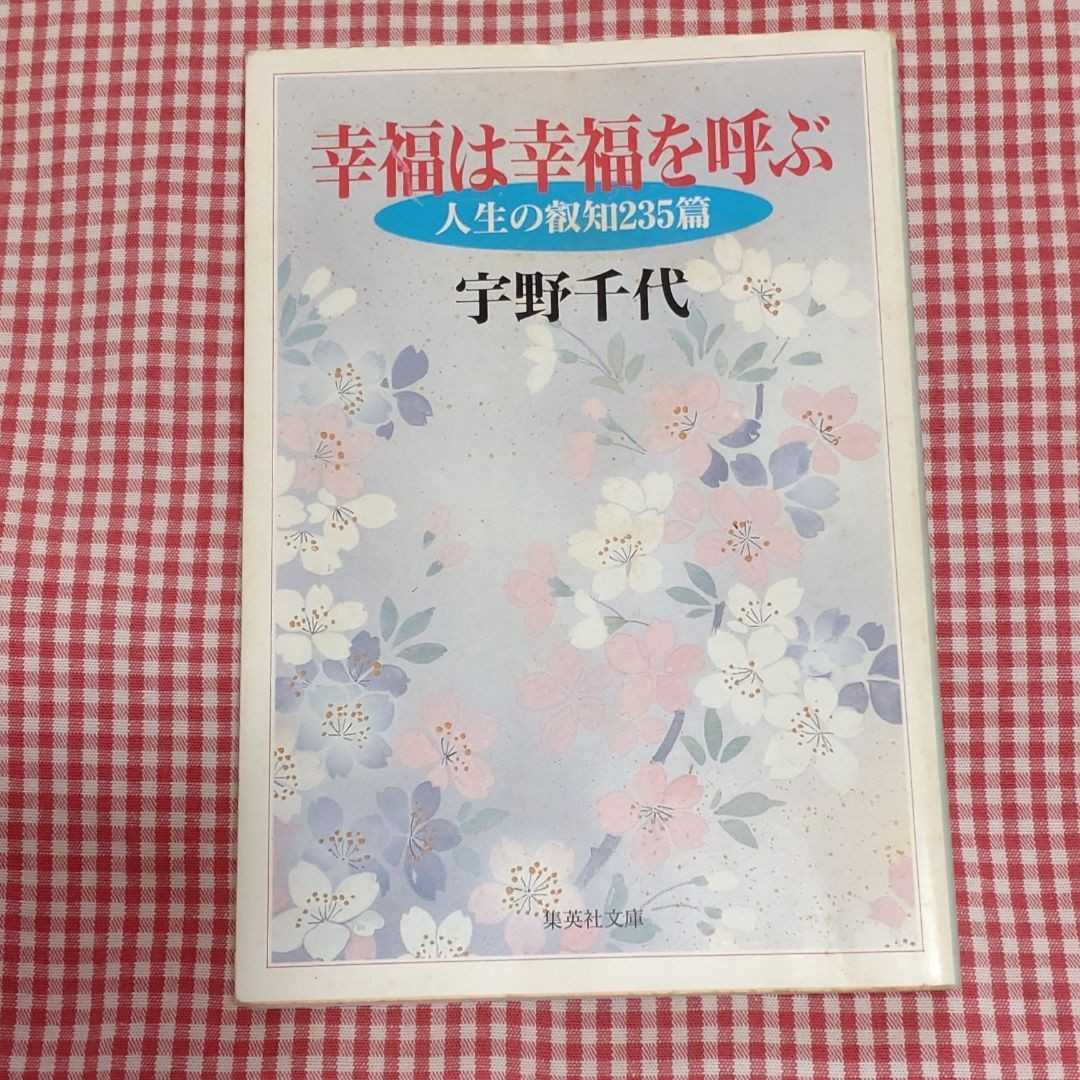 幸福は幸福を呼ぶ
人生の叡知235篇
宇野千代
集英社文庫